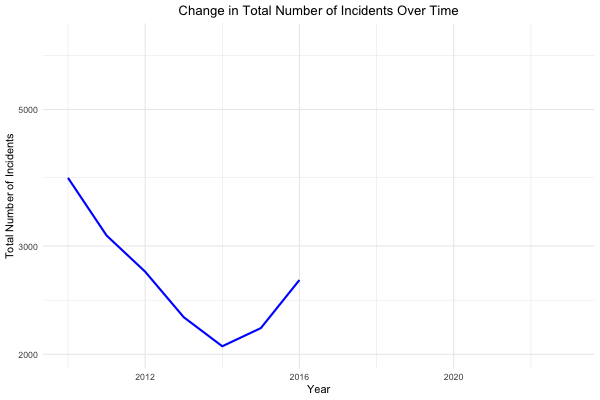 Change in Total Number of Incidents Over Time
Total Number of Incidents
5000
3000
2000
2012
2016
2020
Year